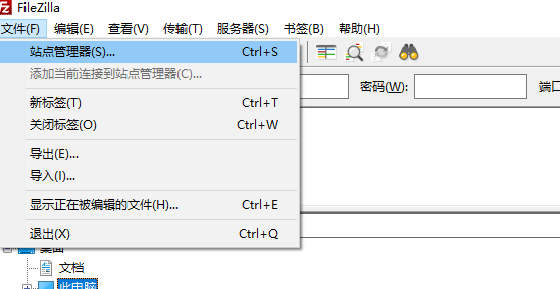 FileZilla
文件(F) 编辑(E) 查看(V) 传输(T) 服务器(S) 书签(B) 帮助(H)
站点管理器(S)... Ctrl+S
添加当前连接到站点管理器(C)...
密码(W): 端口
新标签(T) Ctrl+T
关闭标签(O) Ctrl+W
导出(E)...
导入(I)...
显示正在被编辑的文件(H)... Ctrl+E
退出(X) Ctrl+Q
桌面
文档
此电脑